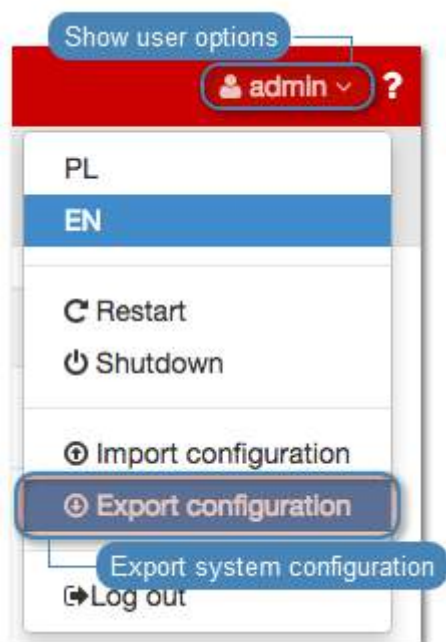 Show user options
admin ?
PL
EN
Restart
Shutdown
Import configuration
Export configuration
Export system configuration
Log out